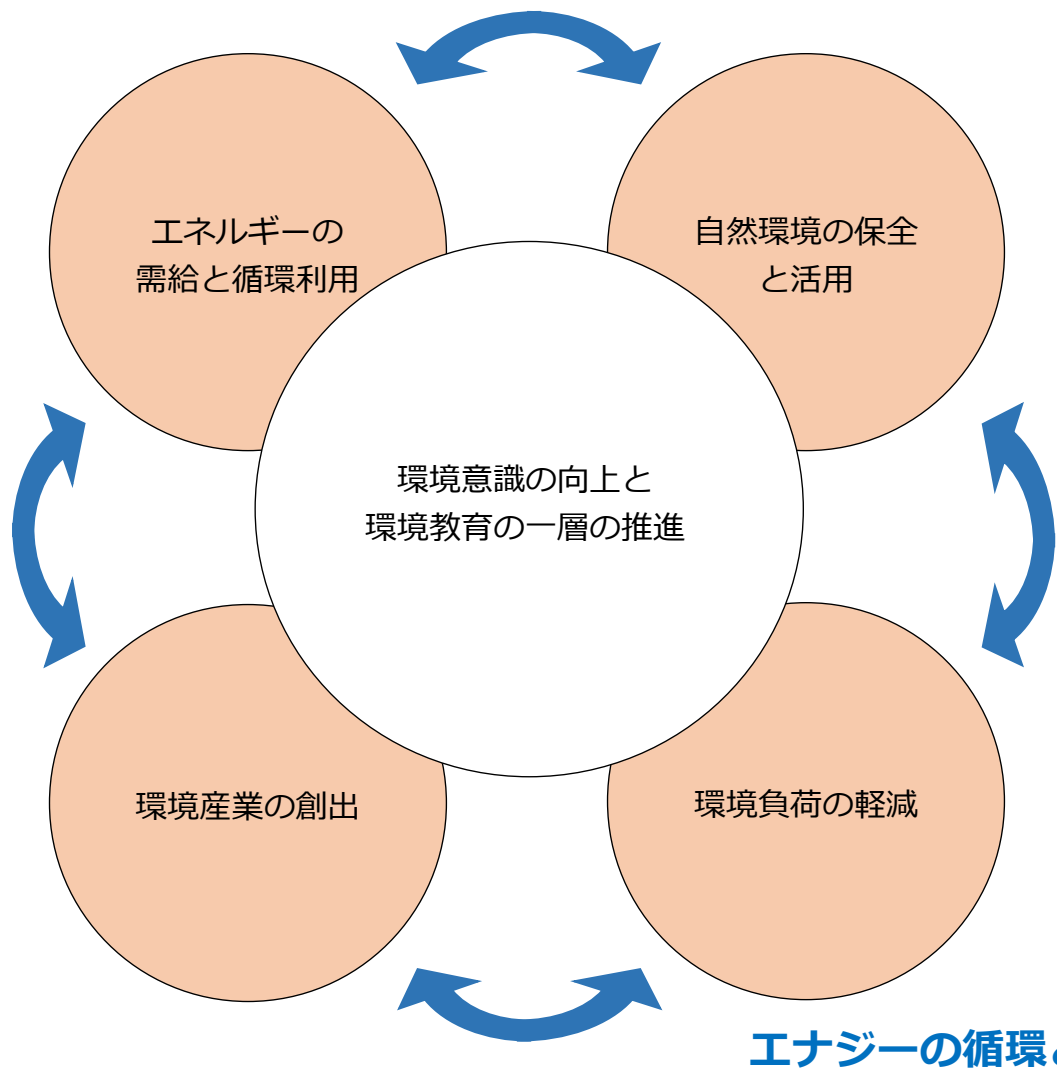 エネルギーの
需給と循環利用
自然環境の保全
と活用
環境意識の向上と
環境教育の一層の推進
環境産業の創出
環境負荷の軽減
エナジーの循環